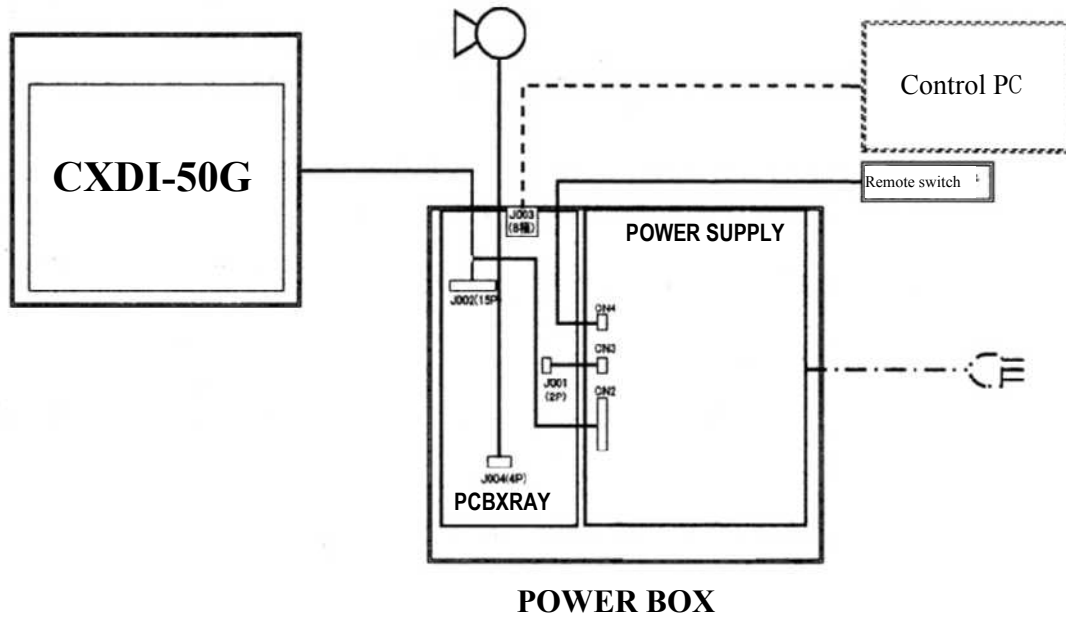 Control PC
CXDI-50G
Remote switch
J003
POWER SUPPLY
J002(15P
CN4
CN3
J001
(2P)
CN2
J004(4P)
PCBXRAY
POWER BOX